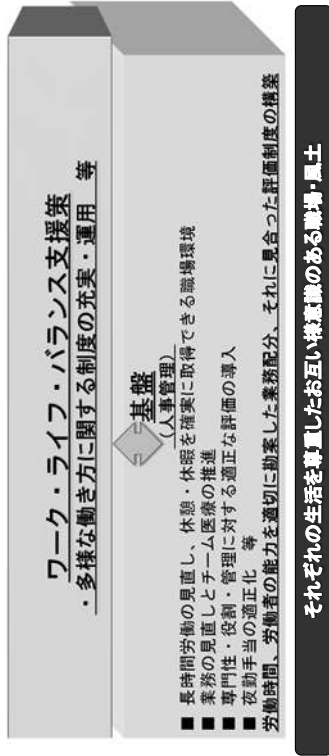 ワーク・ライフ・バランス支援策
・多様な働き方に関する制度の充実・運用　等
基盤
（人事管理）
■ 長時間労働の見直し、休憩・休暇を確実に取得できる職場環境
■ 業務の見直しとチーム医療の推進
■ 専門性・役割・管理に対する適正な評価の導入
■ 夜勤手当の適正化　等
労働時間、労働者の能力を適切に勘案した業務配分、それに見合った評価制度の構築
それぞれの生活を尊重したお互い様意識のある職場・風土